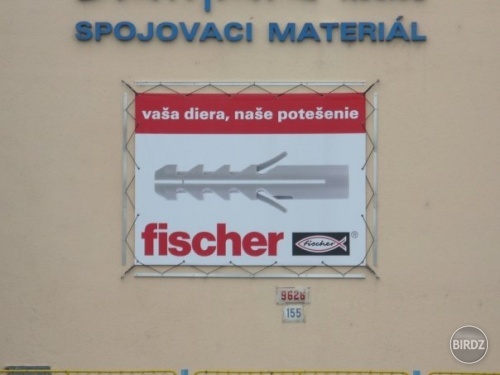 SPOJOVACÍ MATERIÁL
vaša diera, naše potešenie
fischer
fischer ®
9626
155
BIRDZ